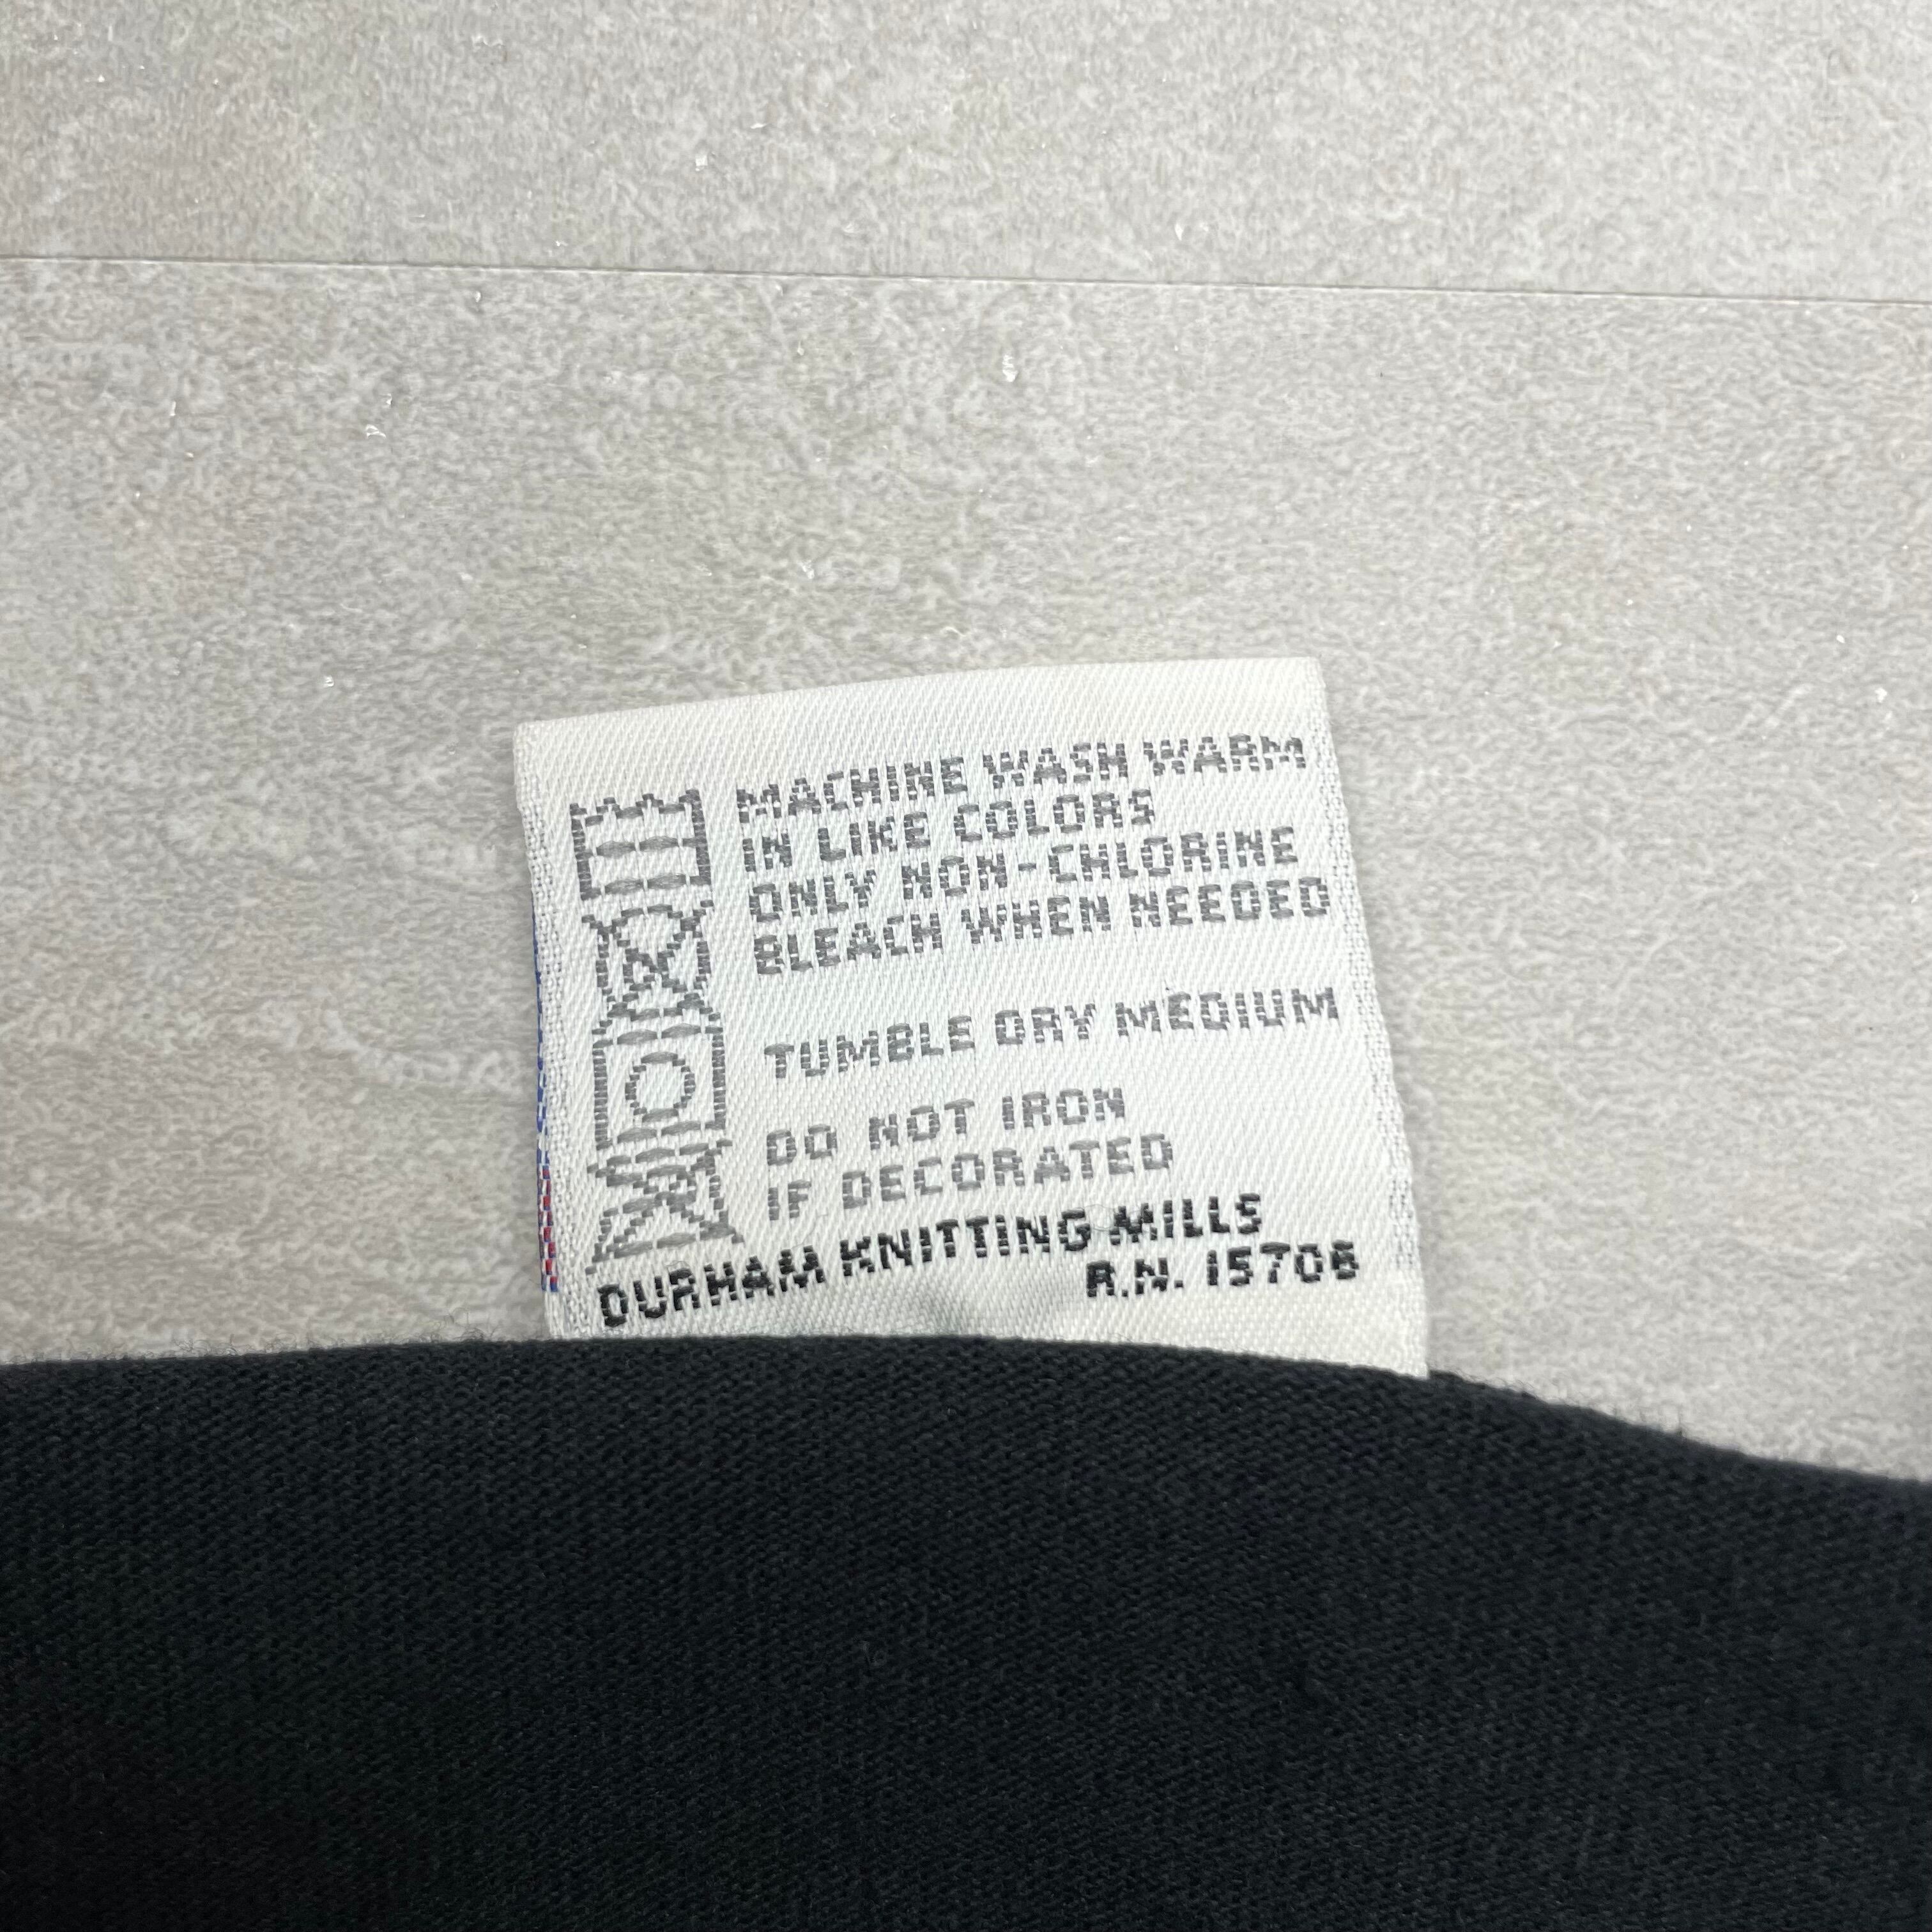 MACHINE WASH WARM
IN LIKE COLORS
ONLY NON-CHLORINE
BLEACH WHEN NEEDED
TUMBLE DRY MEDIUM
DO NOT IRON
IF DECORATED
DURHAM KNITTING MILLS
R.N. 15706